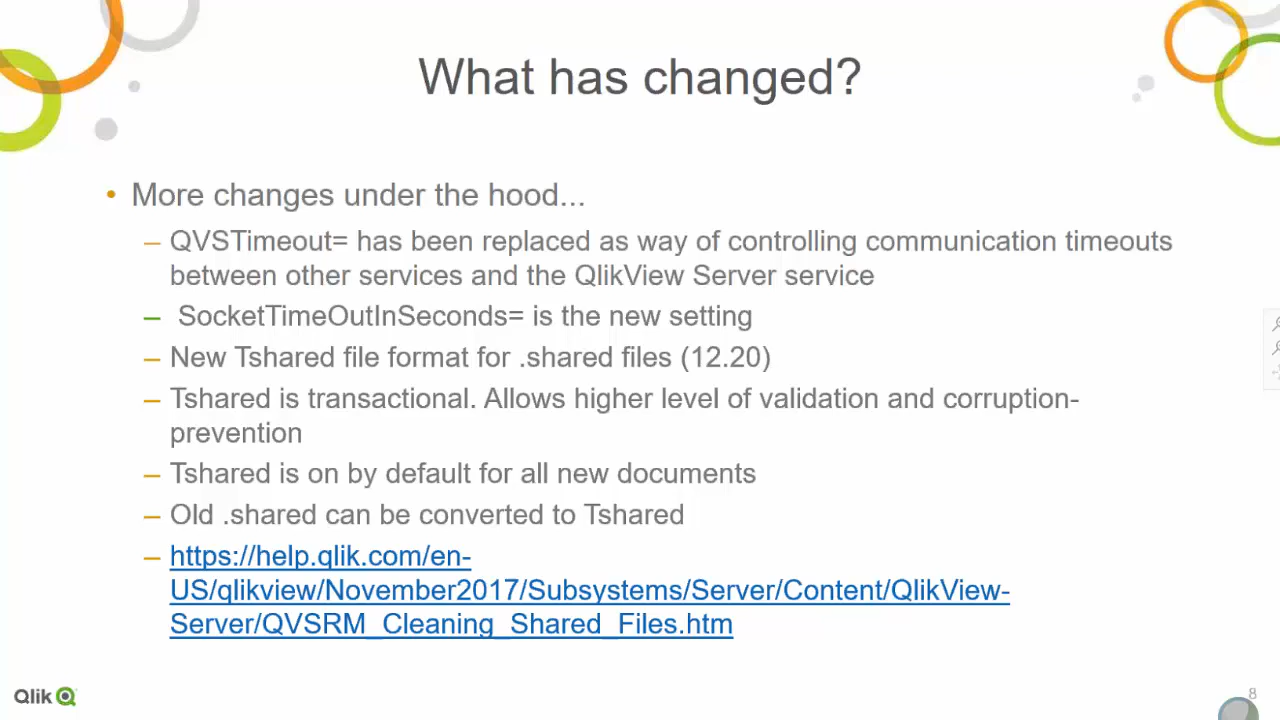 What has changed?
• More changes under the hood...
– QVSTimeout= has been replaced as way of controlling communication timeouts
between other services and the QlikView Server service
– SocketTimeOutInSeconds= is the new setting
– New Tshared file format for .shared files (12.20)
– Tshared is transactional. Allows higher level of validation and corruption-
prevention
– Tshared is on by default for all new documents
– Old .shared can be converted to Tshared
– https://help.qlik.com/en-
US/qlikview/November2017/Subsystems/Server/Content/QlikView-
Server/QVSRM_Cleaning_Shared_Files.htm
Qlik
8